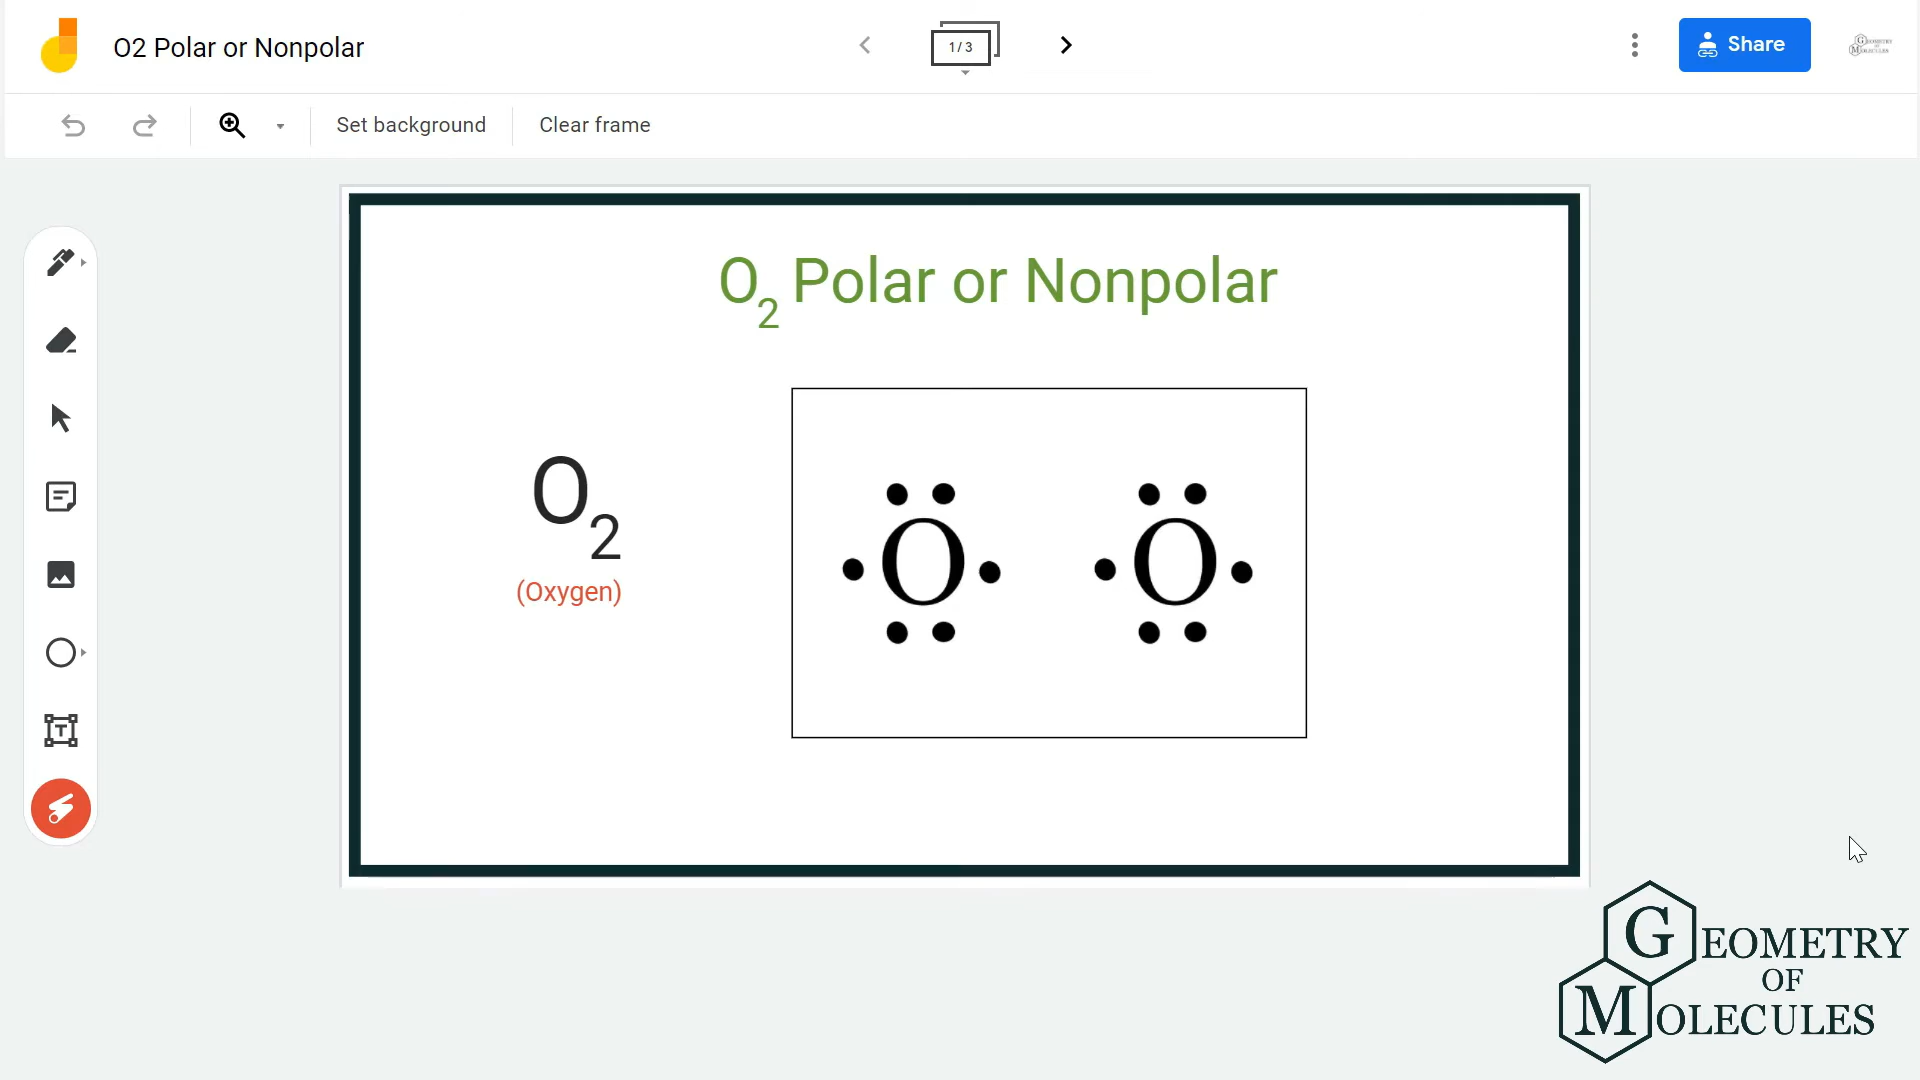 O2 Polar or Nonpolar
1/3
Share
Set background
Clear frame
O2 Polar or Nonpolar
O2
(Oxygen)
O O
GEOMETRY
OF
MOLECULES